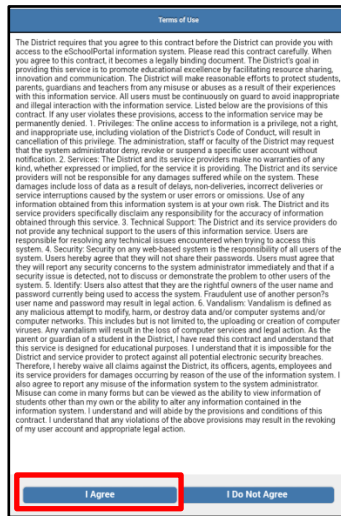 Terms of Use
The District requires that you agree to this contract before the District can provide you with
access to the eSchoolPortal information system. Please read this contract carefully. When
you agree to this contract, it becomes a legally binding document. The District's goal in
providing this service is to promote educational excellence by facilitating resource sharing,
innovation and communication. The District will make reasonable efforts to protect students,
parents, guardians and teachers from any misuse or abuses as a result of their experiences
with this information service. All users must be continuously on guard to avoid inappropriate
and illegal interaction with the information service. Listed below are the provisions of this
contract. If any user violates these provisions, access to the information service may be
permanently denied. 1. Privileges: The online access to information is a privilege, not a right,
and inappropriate use, including violation of the District's Code of Conduct, will result in
cancellation of this privilege. The administration, staff or faculty of the District may request
that the system administrator deny, revoke or suspend a specific user account without
notification. 2. Services: The District and its service providers make no warranties of any
kind, whether expressed or implied, for the service it is providing. The District and its service
providers will not be responsible for any damages suffered while on the system. These
damages include loss of data as a result of delays, non-deliveries, incorrect deliveries or
service interruptions caused by the system or user errors or omissions. Use of any
information obtained from this information system is at your own risk. The District and its
service providers specifically disclaim any responsibility for the accuracy of information
obtained through this service. 3. Technical Support: The District and its service providers do
not provide any technical support to the users of this information service. Users are
responsible for resolving any technical issues encountered when trying to access this
system. 4. Security: Security on any web-based system is the responsibility of all users of the
system. Users hereby agree that they will not share their passwords. Users must agree that
they will report any security concerns to the system administrator immediately and that if a
security issue is detected, not to discuss or demonstrate the problem to other users of the
system. 5. Identify: Users also attest that they are the rightful owners of the user name and
password currently being used to access the system. Fraudulent use of another person?s
user name and password may result in legal action. 6. Vandalism: Vandalism is defined as
any malicious attempt to modify, harm, or destroy data and/or computer systems and/or
computer networks. This includes but is not limited to, the uploading or creation of computer
viruses. Any vandalism will result in the loss of computer services and legal action. As the
parent or guardian of a student in the District, I have read this contract and understand that
this service is designed for educational purposes. I understand that it is impossible for the
District and service provider to protect against all potential electronic security breaches.
Therefore, I hereby waive all claims against the District, its officers, agents, employees and
its service providers for damages occurring by reason of the use of the information system. I
also agree to report any misuse of the information system to the system administrator.
Misuse can come in many forms but can be viewed as the ability to view information of
students other than my own or the ability to alter any information contained in the
information system. I understand and will abide by the provisions and conditions of this
contract. I understand that any violations of the above provisions may result in the revoking
of my user account and appropriate legal action.
I Agree
I Do Not Agree